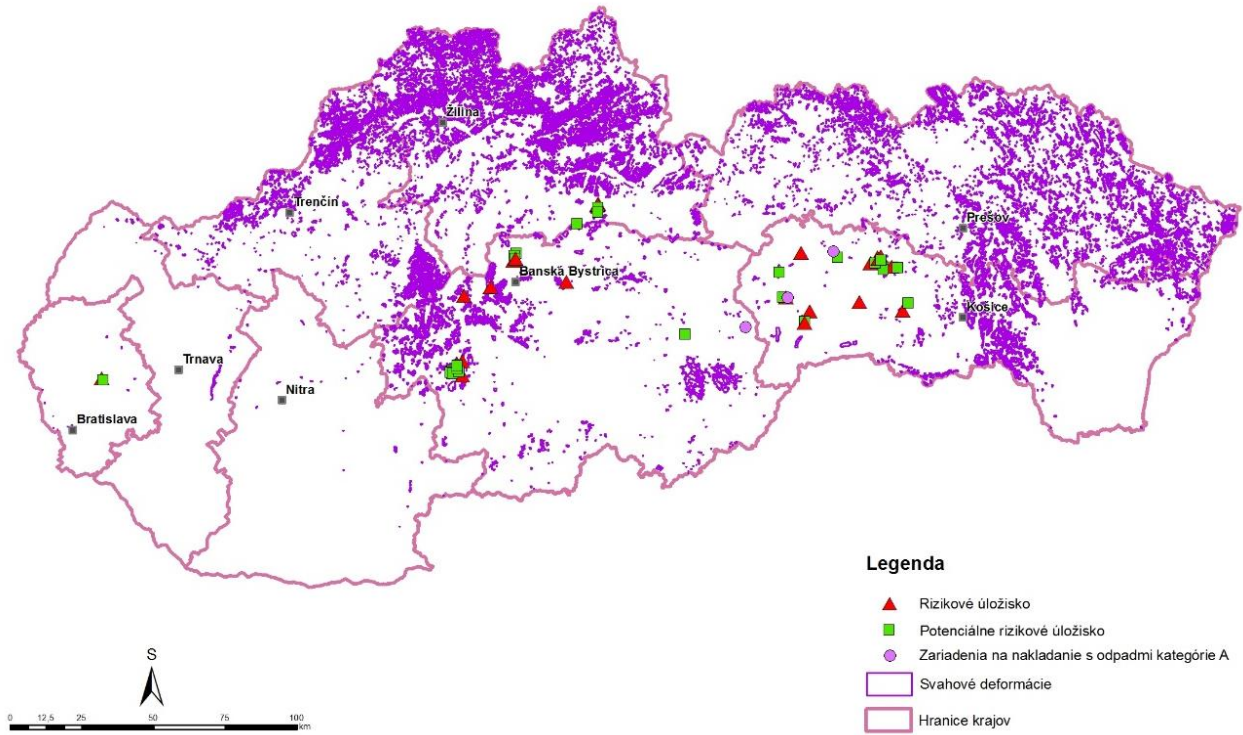 Žilina
Trenčín
Prešov
Banská Bystrica
Košice
Trnava
Nitra
Bratislava
Legenda
Rizikové úložisko
Potenciálne rizikové úložisko
Zariadenia na nakladanie s odpadmi kategórie A
Svahové deformácie
Hranice krajov
S
0 12,5 25 50 75 100
km